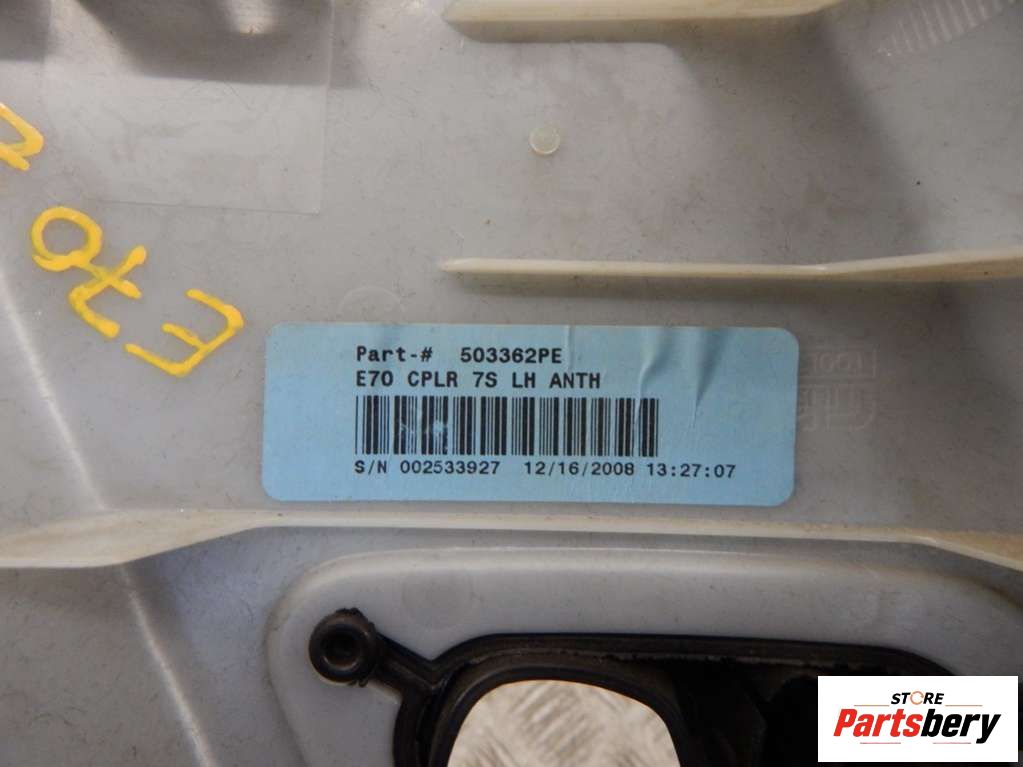 E70
Part-# 503362PE
E70 CPLR 7S LH ANTH
S/N 002533927 12/16/2008 13:27:07
STORE
Partsbery